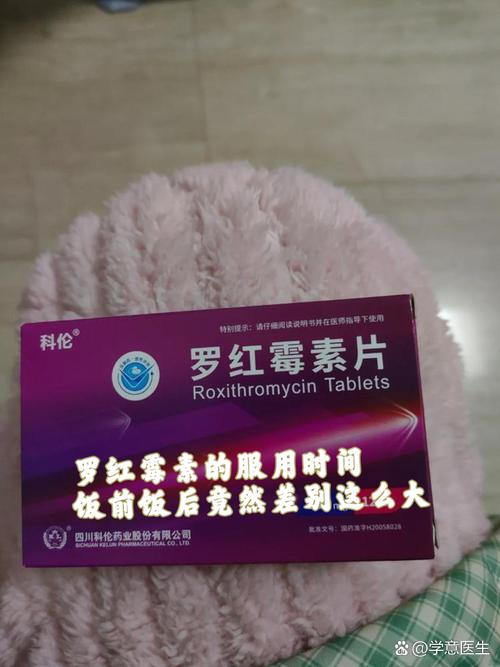 科伦®
特别提示：请仔细阅读说明书并在医师指导下使用
罗红霉素片
Roxithromycin Tablets
罗红霉素的服用时间
饭前饭后竟然差别这么大
四川科伦药业股份有限公司
SICHUAN KELUN PHARMACEUTICAL CO., LTD.
批准文号：国药准字H20058028
@学意医生